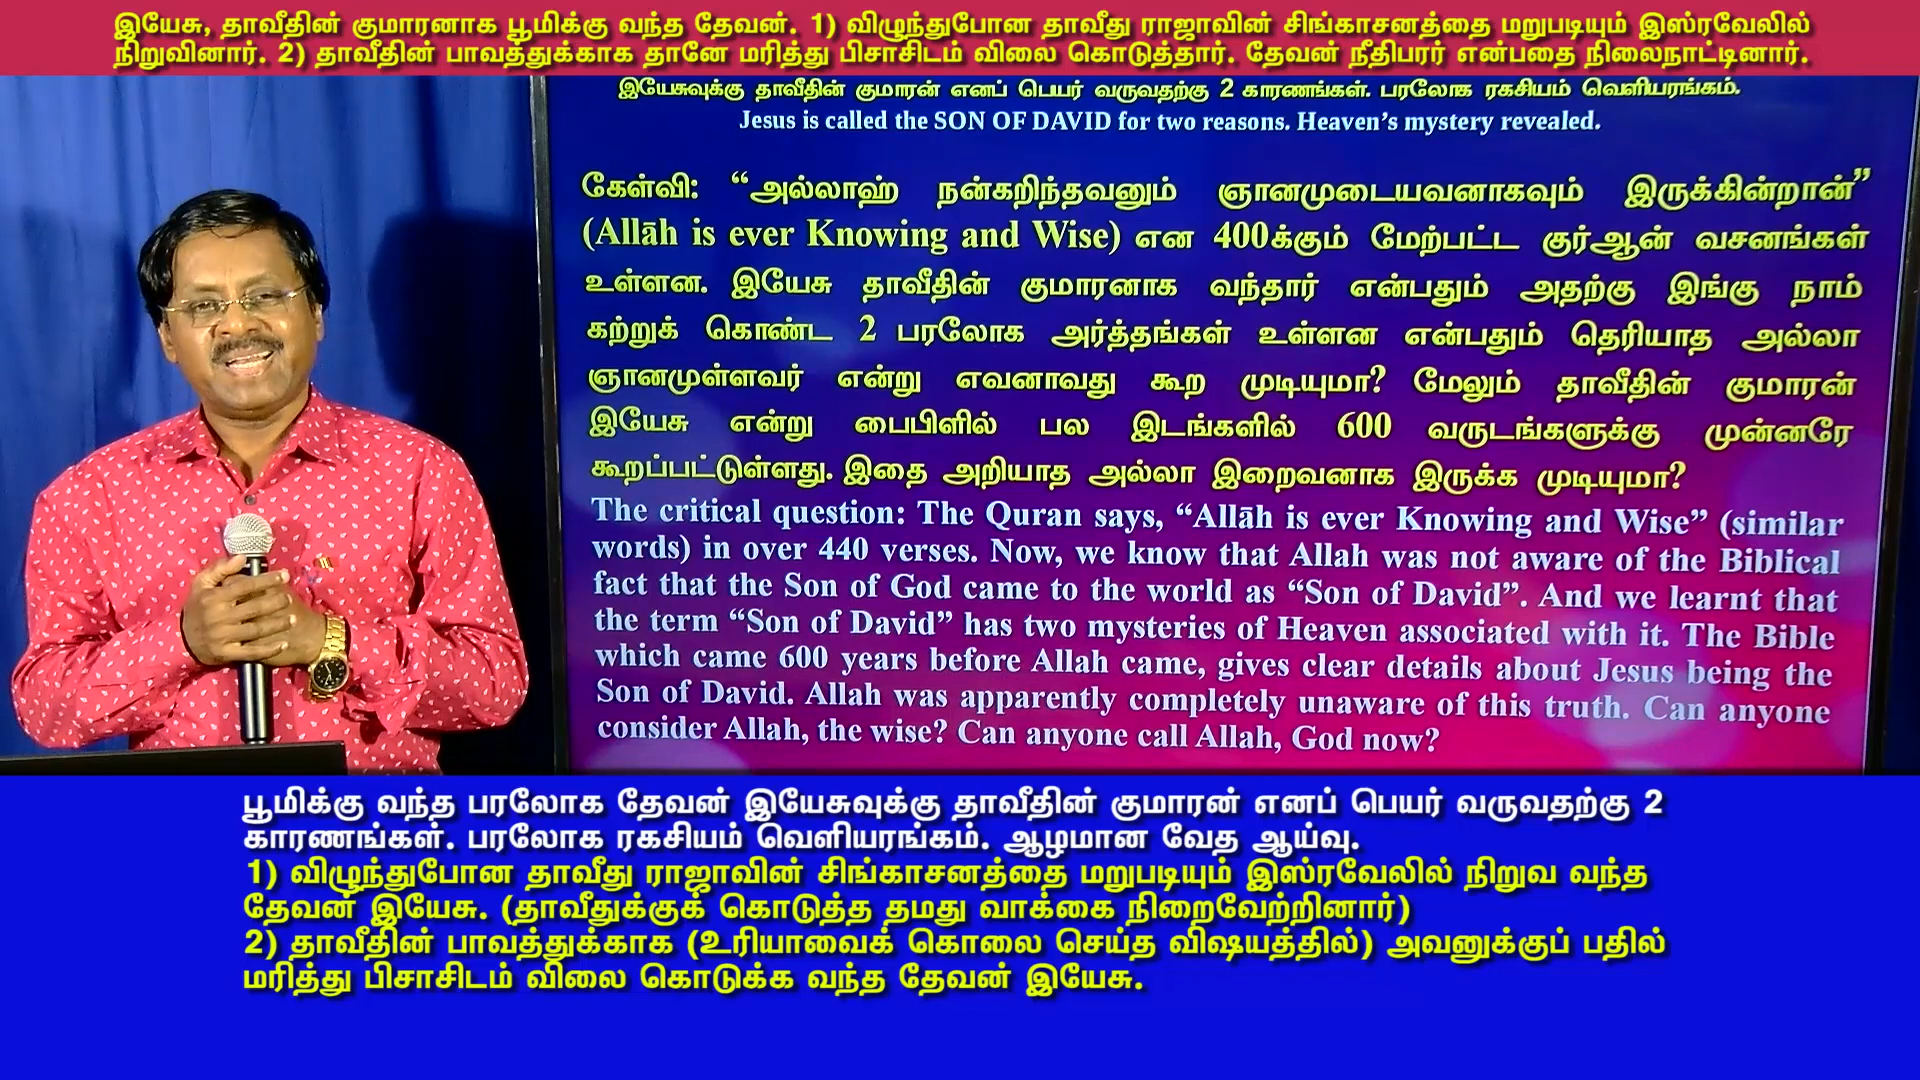 இயேசு, தாவீதின் குமாரனாக பூமிக்கு வந்த தேவன். 1) விழுந்துபோன தாவீது ராஜாவின் சிங்காசனத்தை மறுபடியும் இஸ்ரவேலில்
நிறுவினார். 2) தாவீதின் பாவத்துக்காக தானே மரித்து பிசாசிடம் விலை கொடுத்தார். தேவன் நீதிபரர் என்பதை நிலைநாட்டினார்.
இயேசுவுக்கு தாவீதின் குமாரன் எனப் பெயர் வருவதற்கு 2 காரணங்கள். பரலோக ரகசியம் வெளியரங்கம்.
Jesus is called the SON OF DAVID for two reasons. Heaven's mystery revealed.
கேள்வி: “அல்லாஹ் நன்கறிந்தவனும் ஞானமுடையவனாகவும் இருக்கின்றான்”
(Allāh is ever Knowing and Wise) என 400க்கும் மேற்பட்ட குர்ஆன் வசனங்கள்
உள்ளன. இயேசு தாவீதின் குமாரனாக வந்தார் என்பதும் அதற்கு இங்கு நாம்
கற்றுக் கொண்ட 2 பரலோக அர்த்தங்கள் உள்ளன என்பதும் தெரியாத அல்லா
ஞானமுள்ளவர் என்று எவனாவது கூற முடியுமா? மேலும் தாவீதின் குமாரன்
இயேசு என்று பைபிளில் பல இடங்களில் 600 வருடங்களுக்கு முன்னரே
கூறப்பட்டுள்ளது. இதை அறியாத அல்லா இறைவனாக இருக்க முடியுமா?
The critical question: The Quran says, “Allāh is ever Knowing and Wise” (similar
words) in over 440 verses. Now, we know that Allah was not aware of the Biblical
fact that the Son of God came to the world as “Son of David”. And we learnt that
the term “Son of David” has two mysteries of Heaven associated with it. The Bible
which came 600 years before Allah came, gives clear details about Jesus being the
Son of David. Allah was apparently completely unaware of this truth. Can anyone
consider Allah, the wise? Can anyone call Allah, God now?
பூமிக்கு வந்த பரலோக தேவன் இயேசுவுக்கு தாவீதின் குமாரன் எனப் பெயர் வருவதற்கு 2
காரணங்கள். பரலோக ரகசியம் வெளியரங்கம். ஆழமான வேத ஆய்வு.
1) விழுந்துபோன தாவீது ராஜாவின் சிங்காசனத்தை மறுபடியும் இஸ்ரவேலில் நிறுவ வந்த
தேவன் இயேசு. (தாவீதுக்குக் கொடுத்த தமது வாக்கை நிறைவேற்றினார்)
2) தாவீதின் பாவத்துக்காக (உரியாவைக் கொலை செய்த விஷயத்தில்) அவனுக்குப் பதில்
மரித்து பிசாசிடம் விலை கொடுக்க வந்த தேவன் இயேசு.